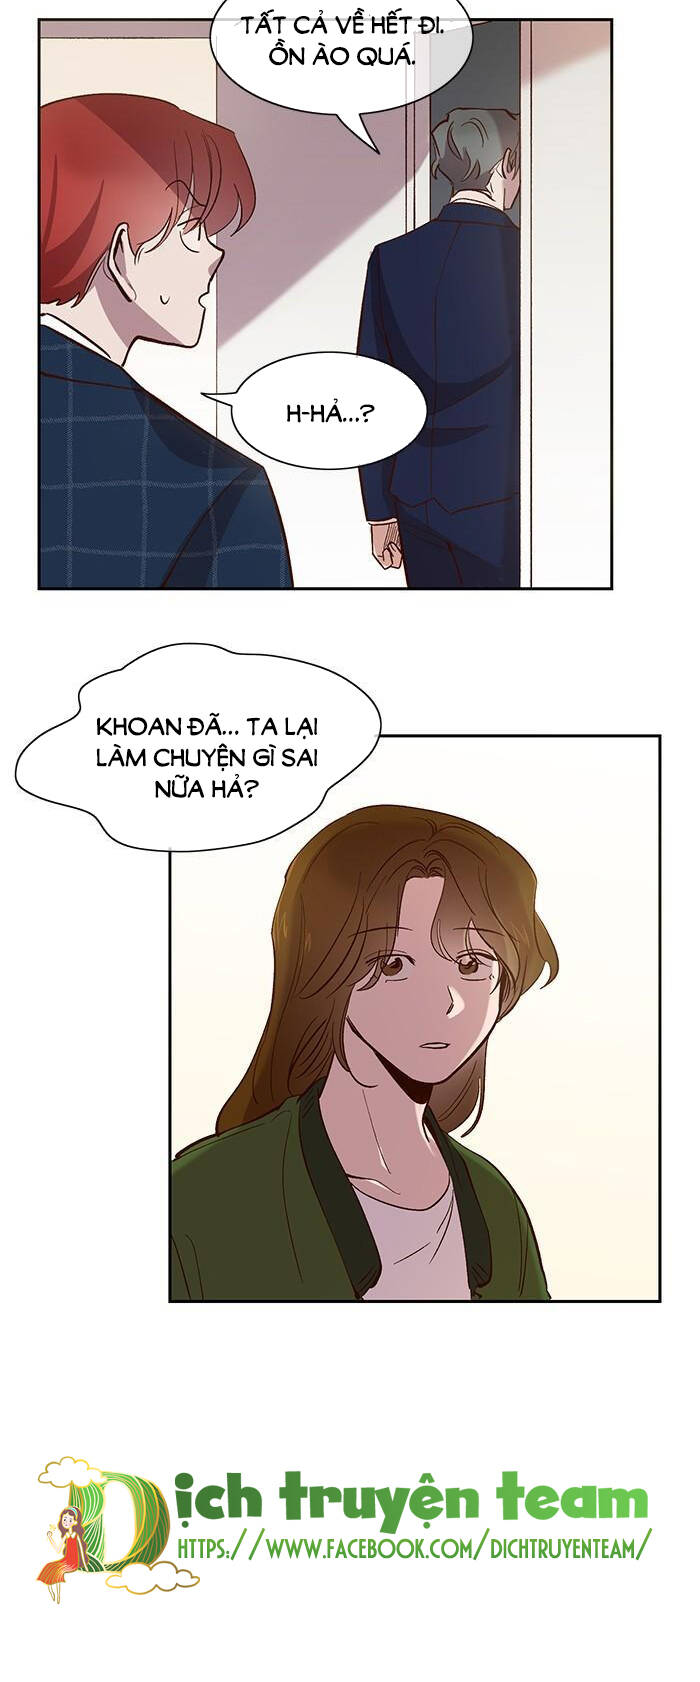 TẤT CẢ VỀ HẾT ĐI.
ỒN ÀO QUÁ.
H-HẢ...?
KHOAN ĐÃ... TA LẠI
LÀM CHUYỆN GÌ SAI
NỮA HẢ?
Dịch truyện team
HTTPS://WWW.FACEBOOK.COM/DICHTRUYENTEAM/